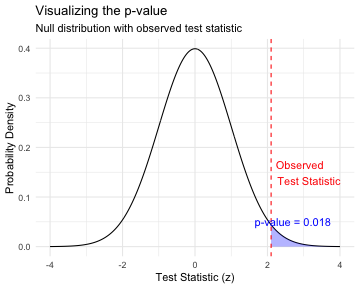 Visualizing the p-value
Null distribution with observed test statistic
0.4
0.3
0.2
0.1
0.0
Probability Density
Observed
Test Statistic
p-value = 0.018
-4
-2
0
2
4
Test Statistic (z)